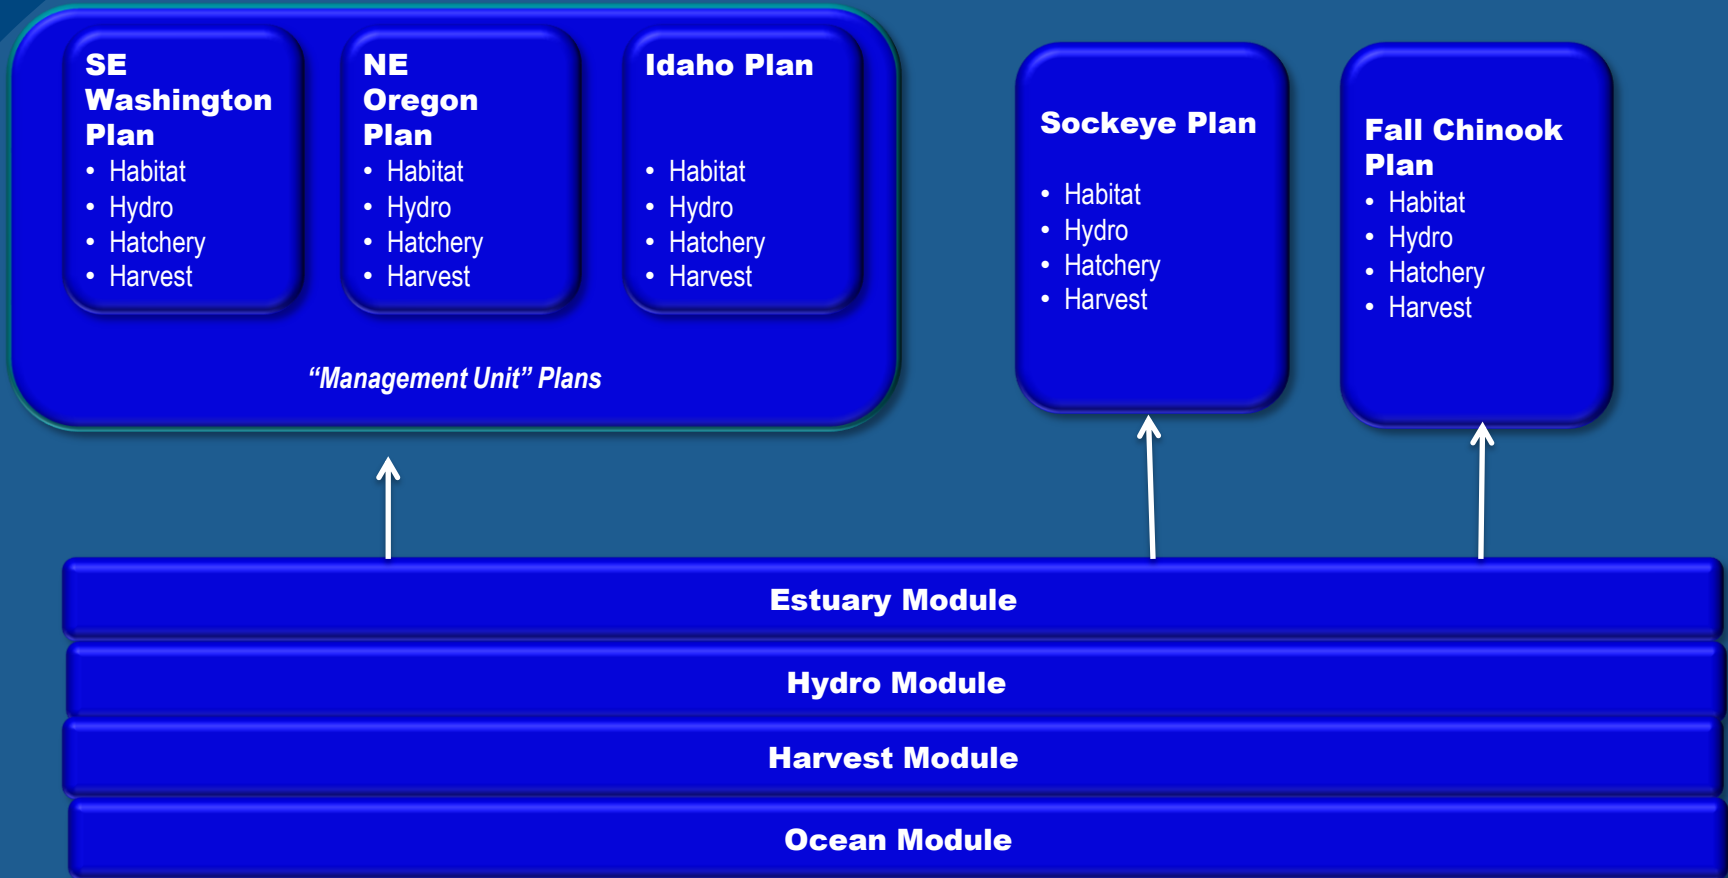 SE
Washington
Plan
• Habitat
• Hydro
• Hatchery
• Harvest
NE
Oregon
Plan
• Habitat
• Hydro
• Hatchery
• Harvest
Idaho Plan
• Habitat
• Hydro
• Hatchery
• Harvest
“Management Unit” Plans
Sockeye Plan
• Habitat
• Hydro
• Hatchery
• Harvest
Fall Chinook
Plan
• Habitat
• Hydro
• Hatchery
• Harvest
Estuary Module
Hydro Module
Harvest Module
Ocean Module